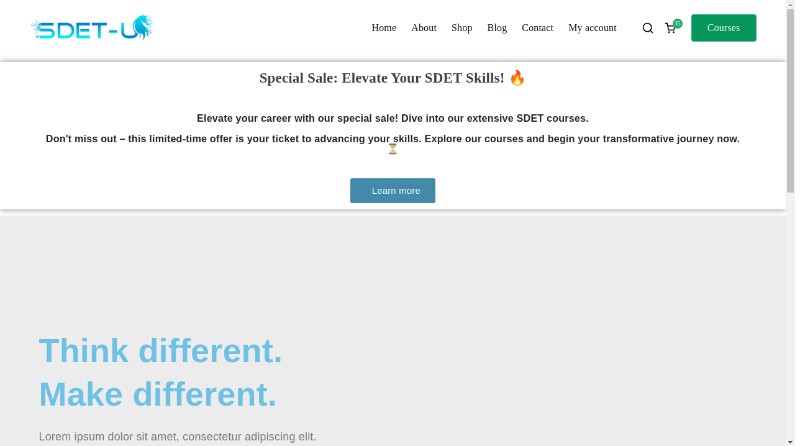 SDET-U
Home About Shop Blog Contact My account
Courses
Special Sale: Elevate Your SDET Skills! 🔥
Elevate your career with our special sale! Dive into our extensive SDET courses.
Don't miss out – this limited-time offer is your ticket to advancing your skills. Explore our courses and begin your transformative journey now.
⏳
Learn more
Think different.
Make different.
Lorem ipsum dolor sit amet, consectetur adipiscing elit.